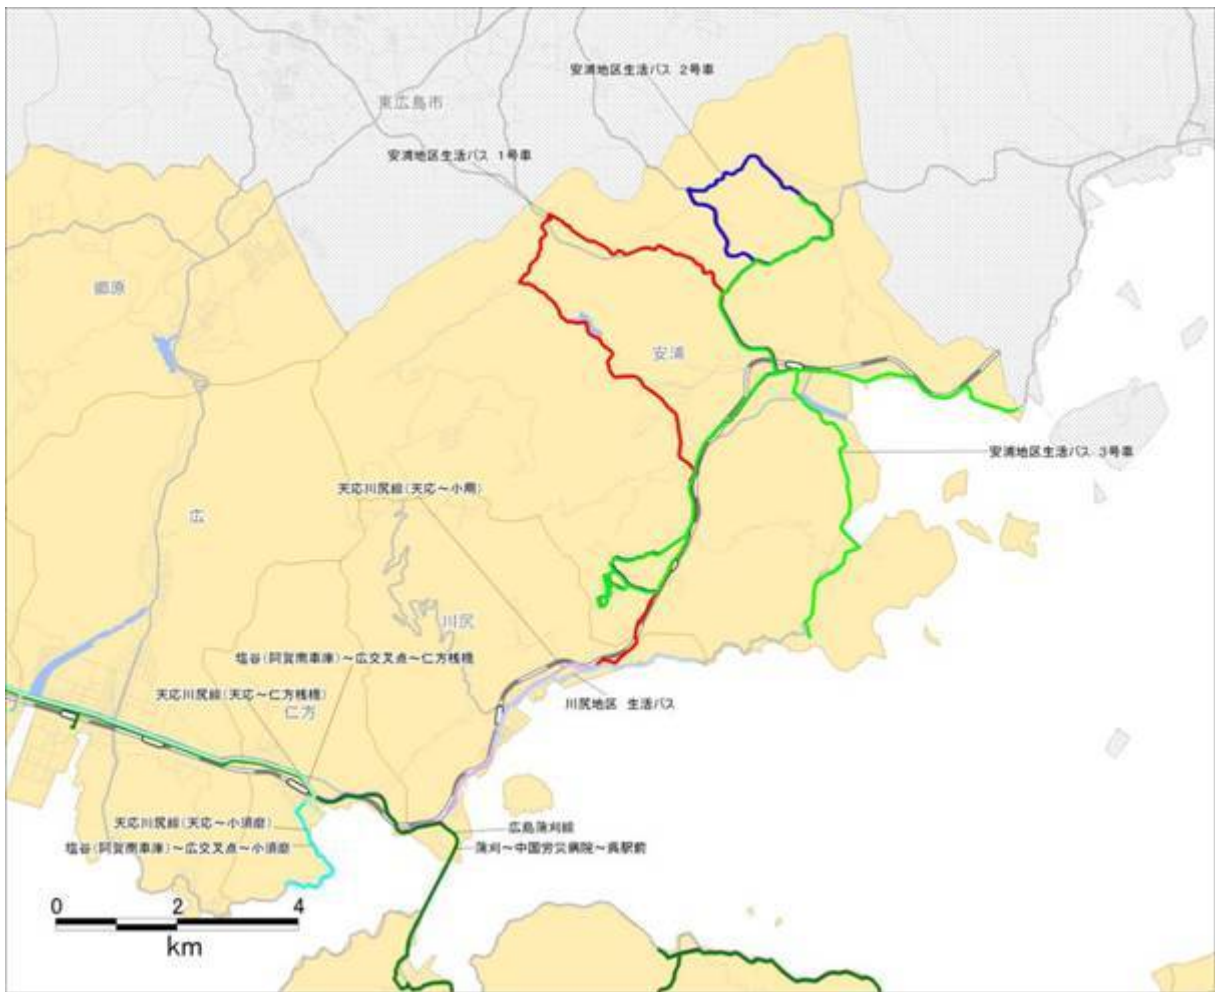 安浦地区生活バス 2号車
東広島市
安浦地区生活バス 1号車
郷原
安浦
安浦地区生活バス 3号車
天応川尻線(天応～小用)
広
川尻
塩谷(阿賀南車庫)～広交叉点～仁方桟橋
天応川尻線(天応～仁方桟橋)
川尻地区 生活バス
仁方
天応川尻線(天応～小須磨)
広島蒲刈線
塩谷(阿賀南車庫)～広交叉点～小須磨
蒲刈～中国労災病院～呉駅前
0 2 4
km